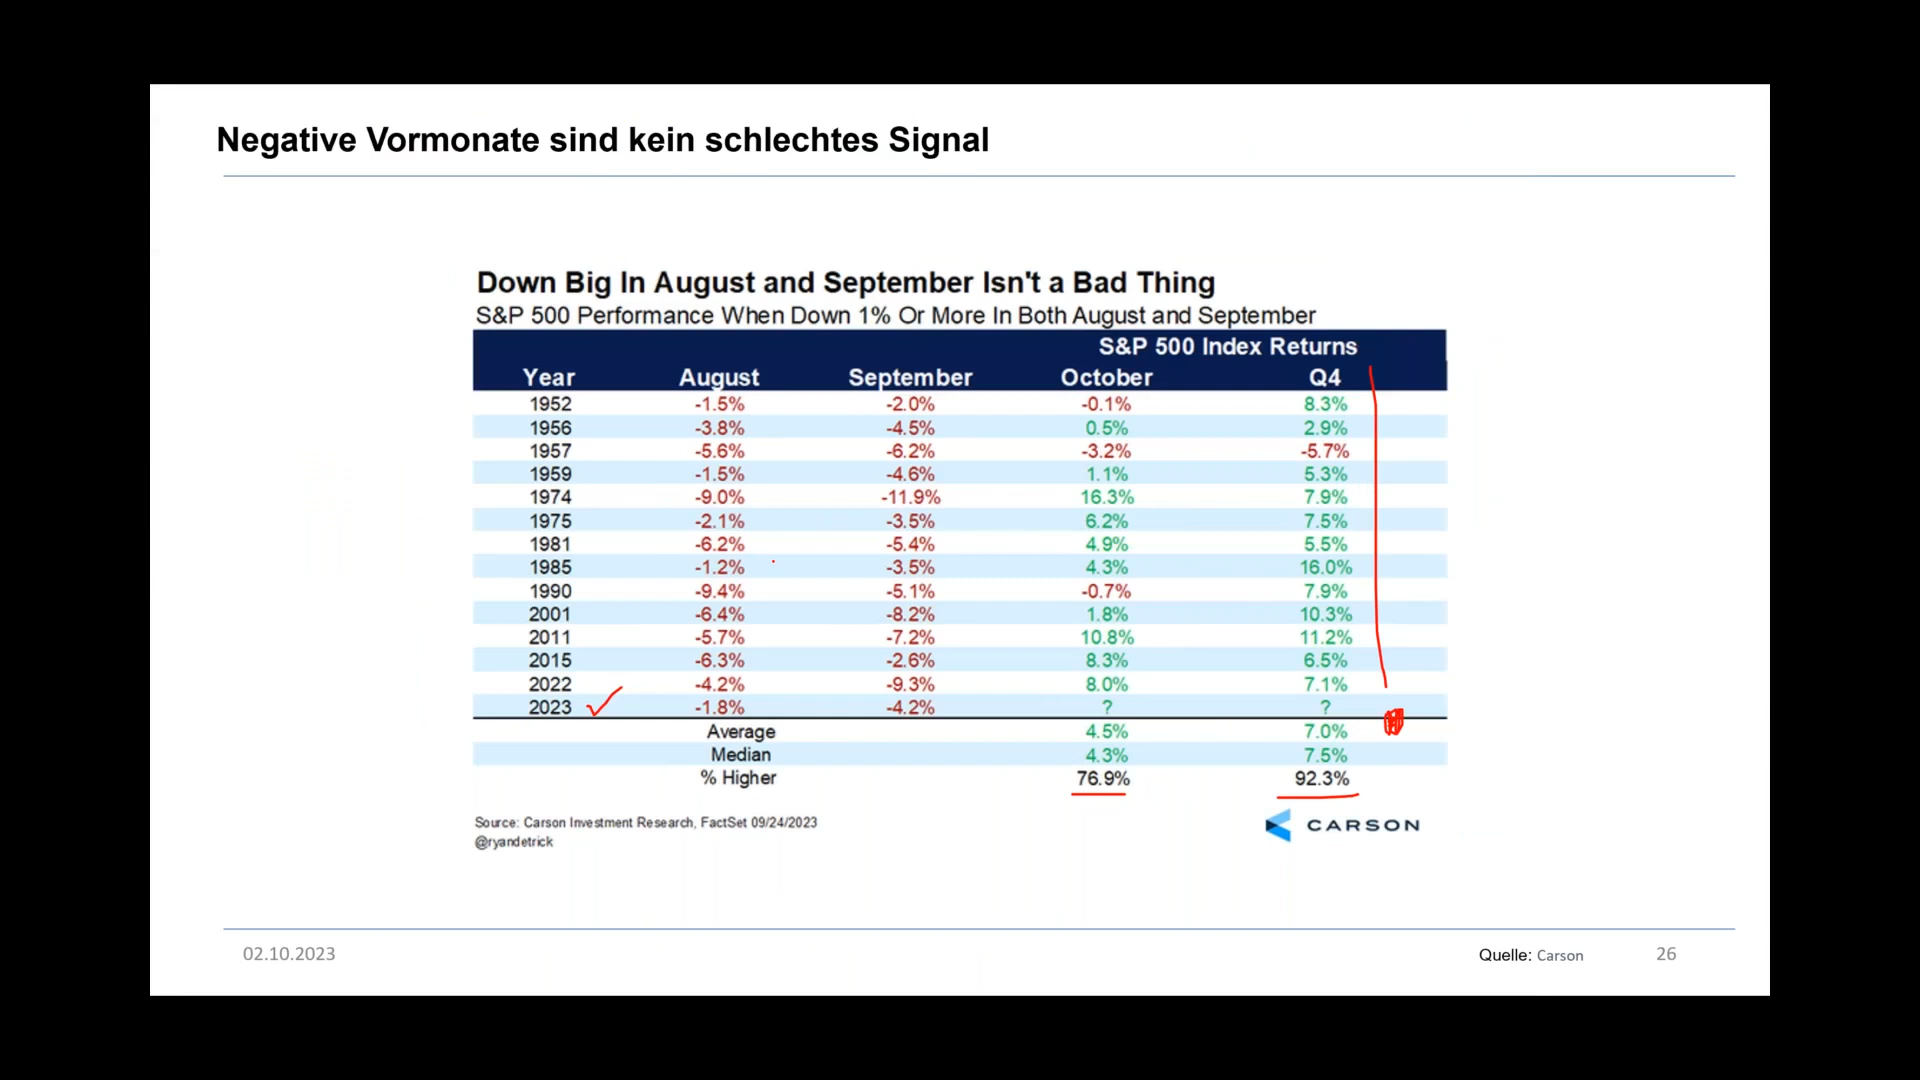 Negative Vormonate sind kein schlechtes Signal
Down Big In August and September Isn't a Bad Thing
S&P 500 Performance When Down 1% Or More In Both August and September
S&P 500 Index Returns
Year August September October Q4
1952 -1.5% -2.0% -0.1% 8.3%
1956 -3.8% -4.5% 0.5% 2.9%
1957 -5.6% -6.2% -3.2% -5.7%
1959 -1.5% -4.6% 1.1% 5.3%
1974 -9.0% -11.9% 16.3% 7.9%
1975 -2.1% -3.5% 6.2% 7.5%
1981 -6.2% -5.4% 4.9% 5.5%
1985 -1.2% -3.5% 4.3% 16.0%
1990 -9.4% -5.1% -0.7% 7.9%
2001 -6.4% -8.2% 1.8% 10.3%
2011 -5.7% -7.2% 10.8% 11.2%
2015 -6.3% -2.6% 8.3% 6.5%
2022 -4.2% -9.3% 8.0% 7.1%
2023 -1.8% -4.2% ? ?
Average 4.5% 7.0%
Median 4.3% 7.5%
% Higher 76.9% 92.3%
Source: Carson Investment Research, FactSet 09/24/2023
@ryandetrick
CARSON
02.10.2023
Quelle: Carson
26